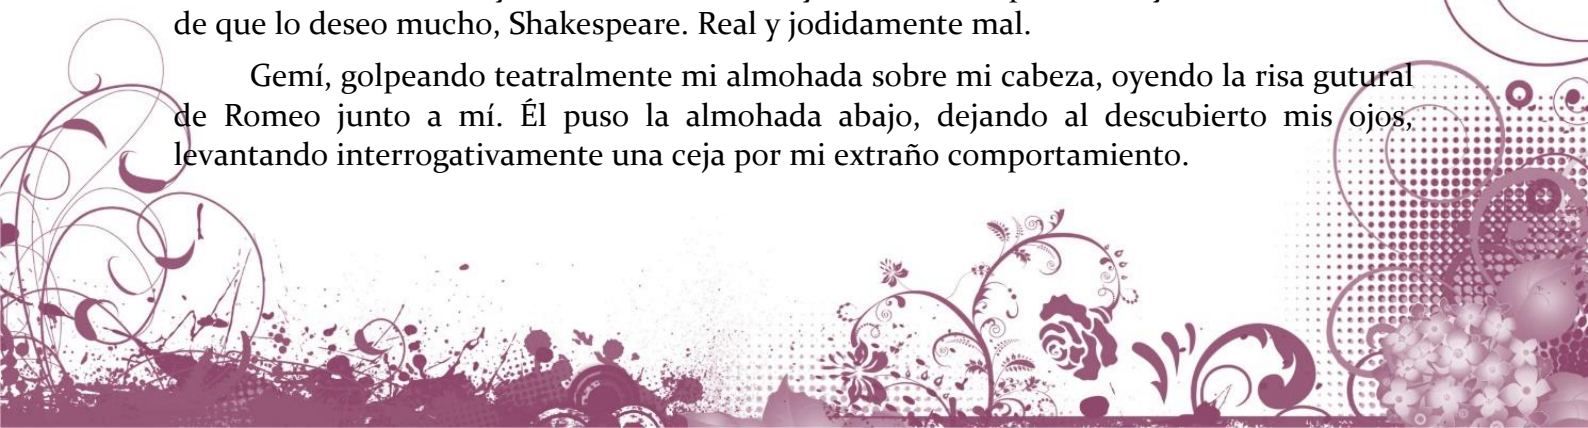 de que lo deseo mucho, Shakespeare. Real y jodidamente mal.
Gemí, golpeando teatralmente mi almohada sobre mi cabeza, oyendo la risa gutural
de Romeo junto a mí. Él puso la almohada abajo, dejando al descubierto mis ojos,
levantando interrogativamente una ceja por mi extraño comportamiento.